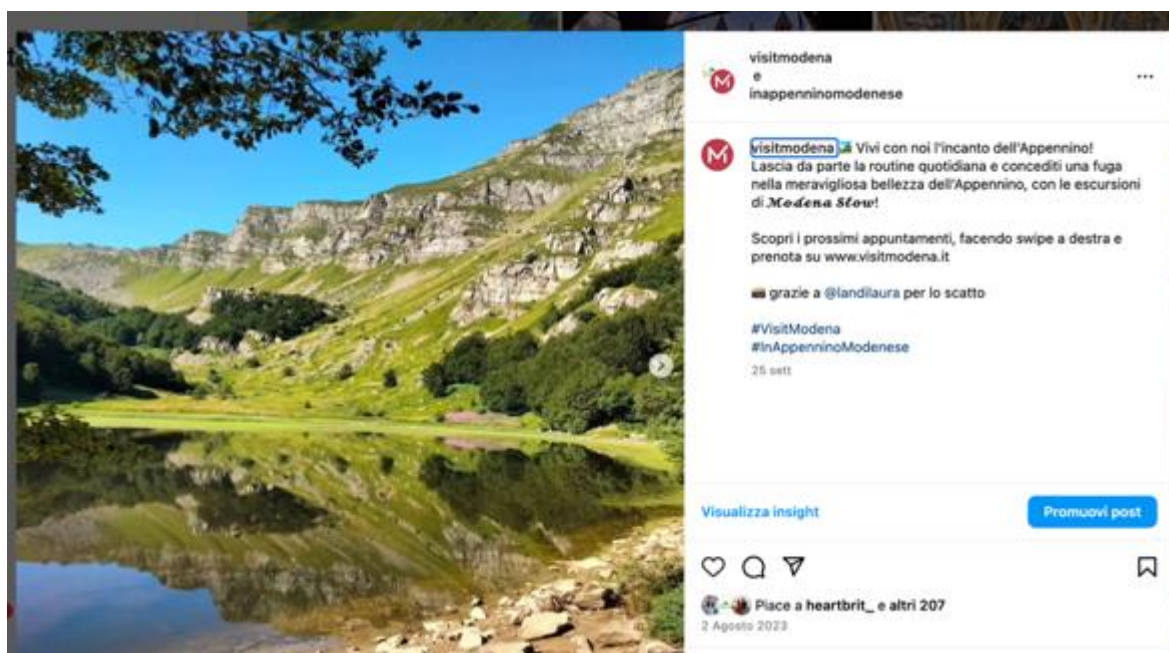 visitmodena
e
inappenninomodenese
visitmodena Vivi con noi l'incanto dell'Appennino!
Lascia da parte la routine quotidiana e concediti una fuga
nella meravigliosa bellezza dell'Appennino, con le escursioni
di 𝓜𝓸𝓭𝓮𝓷𝓪 𝓢𝓵𝓸𝔀!
Scopri i prossimi appuntamenti, facendo swipe a destra e
prenota su www.visitmodena.it
grazie a @landilaura per lo scatto
#VisitModena
#InAppenninoModenese
25 sett
Visualizza insight
Promuovi post
Piace a heartbrit_ e altri 207
2 Agosto 2023